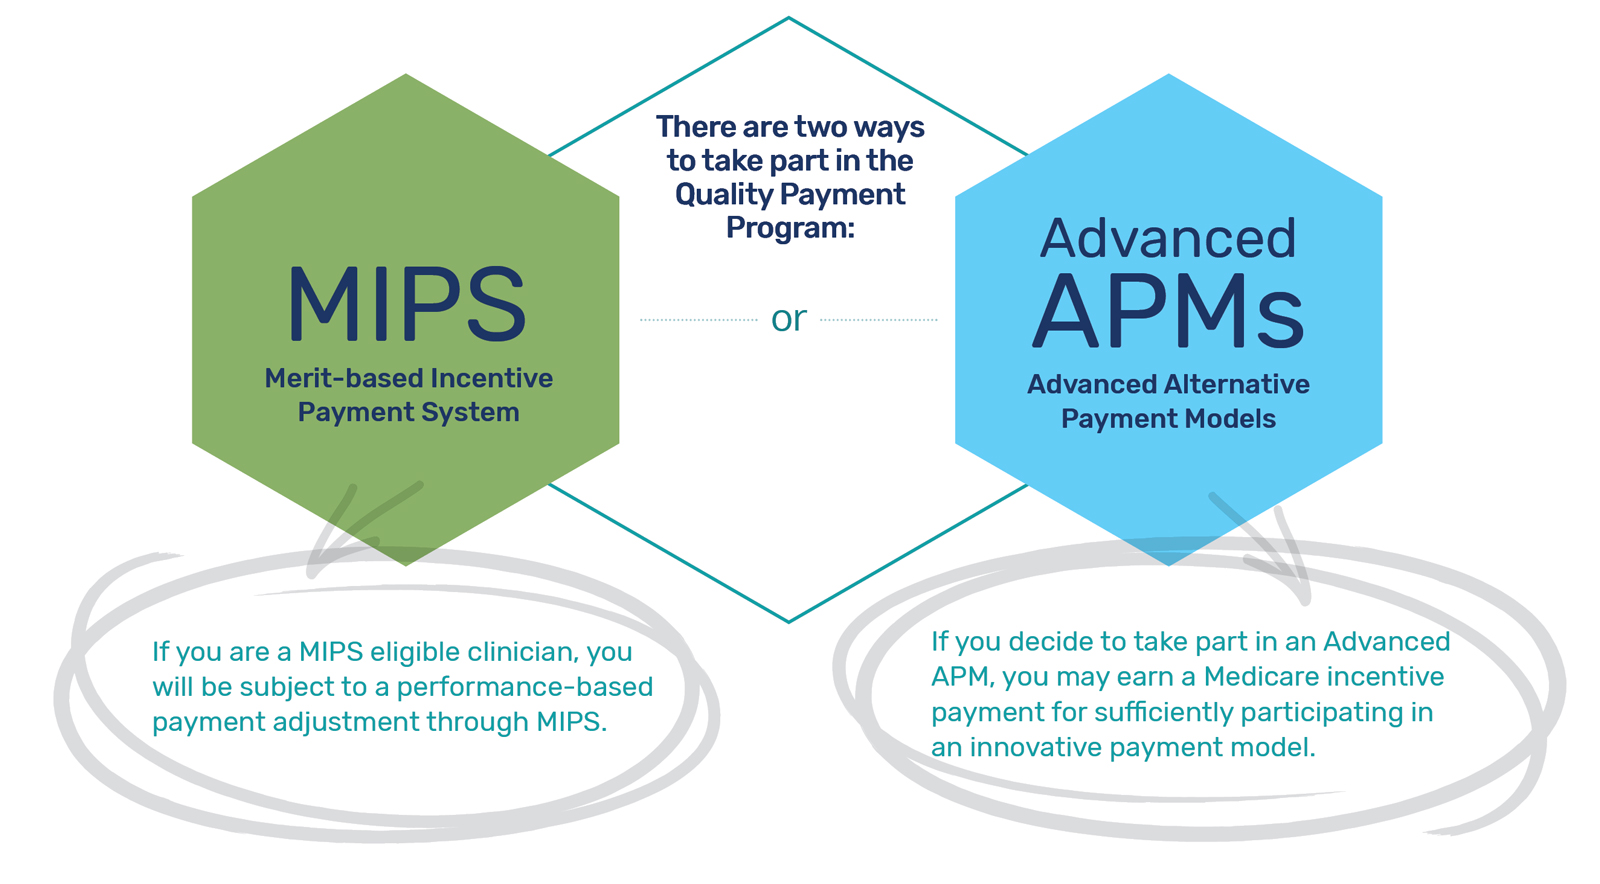 There are two ways
to take part in the
Quality Payment
Program:
MIPS
Merit-based Incentive
Payment System
or
Advanced
APMs
Advanced Alternative
Payment Models
If you are a MIPS eligible clinician, you
will be subject to a performance-based
payment adjustment through MIPS.
If you decide to take part in an Advanced
APM, you may earn a Medicare incentive
payment for sufficiently participating in
an innovative payment model.